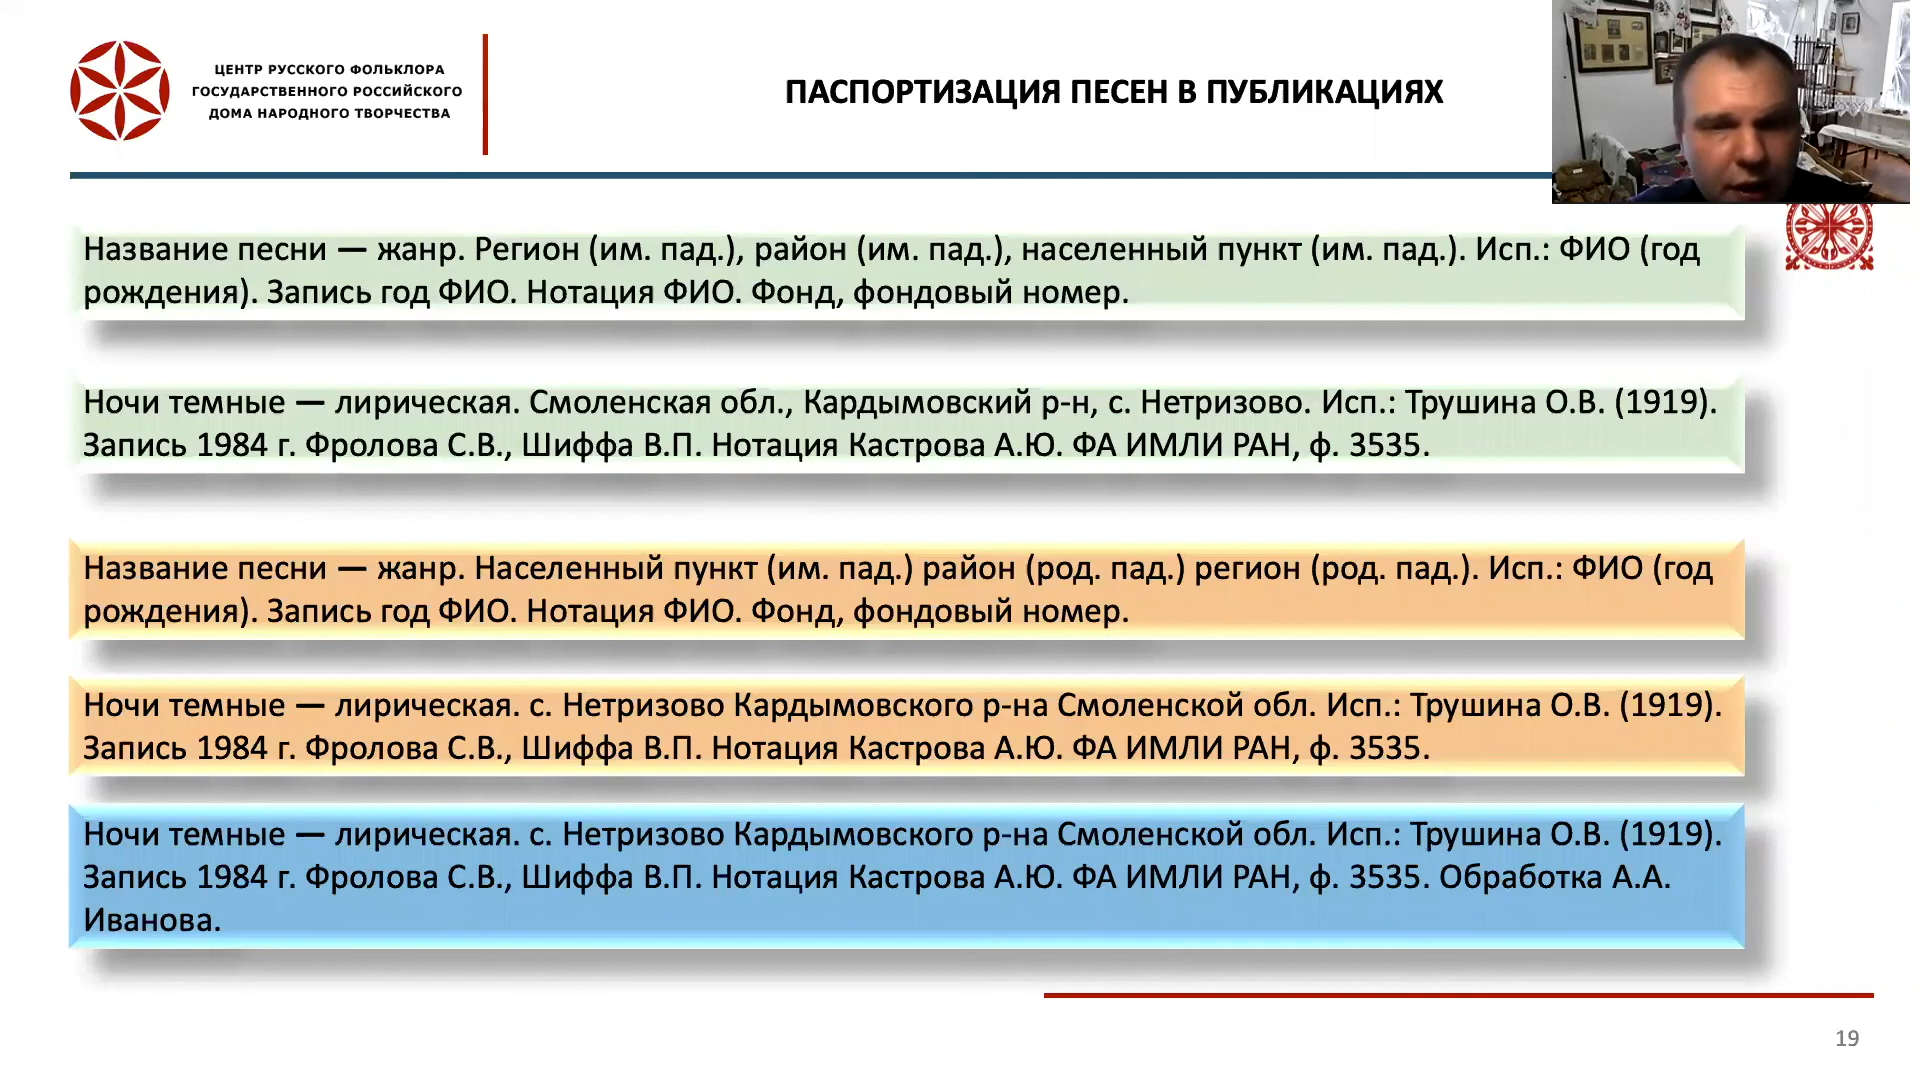 ЦЕНТР РУССКОГО ФОЛЬКЛОРА
ГОСУДАРСТВЕННОГО РОССИЙСКОГО
ДОМА НАРОДНОГО ТВОРЧЕСТВА
ПАСПОРТИЗАЦИЯ ПЕСЕН В ПУБЛИКАЦИЯХ
Название песни — жанр. Регион (им. пад.), район (им. пад.), населенный пункт (им. пад.). Исп.: ФИО (год
рождения). Запись год ФИО. Нотация ФИО. Фонд, фондовый номер.
Ночи темные — лирическая. Смоленская обл., Кардымовский р-н, с. Нетризово. Исп.: Трушина О.В. (1919).
Запись 1984 г. Фролова С.В., Шиффа В.П. Нотация Кастрова А.Ю. ФА ИМЛИ РАН, ф. 3535.
Название песни — жанр. Населенный пункт (им. пад.) район (род. пад.) регион (род. пад.). Исп.: ФИО (год
рождения). Запись год ФИО. Нотация ФИО. Фонд, фондовый номер.
Ночи темные — лирическая. с. Нетризово Кардымовского р-на Смоленской обл. Исп.: Трушина О.В. (1919).
Запись 1984 г. Фролова С.В., Шиффа В.П. Нотация Кастрова А.Ю. ФА ИМЛИ РАН, ф. 3535.
Ночи темные — лирическая. с. Нетризово Кардымовского р-на Смоленской обл. Исп.: Трушина О.В. (1919).
Запись 1984 г. Фролова С.В., Шиффа В.П. Нотация Кастрова А.Ю. ФА ИМЛИ РАН, ф. 3535. Обработка А.А.
Иванова.
19